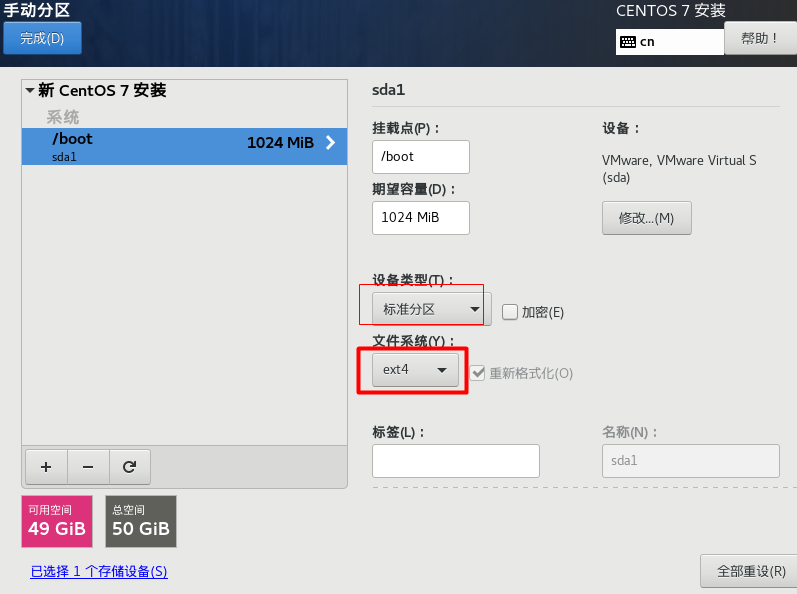 手动分区
CENTOS 7 安装
完成(D)
cn
帮助！
新 CentOS 7 安装
系统
/boot
1024 MiB
sda1
sda1
挂载点(P)：
/boot
期望容量(D)：
1024 MiB
设备：
VMware, VMware Virtual S
(sda)
修改...(M)
设备类型(T)：
标准分区
加密(E)
文件系统(Y)：
ext4
重新格式化(O)
标签(L)：
名称(N)：
sda1
可用空间
49 GiB
总空间
50 GiB
已选择 1 个存储设备(S)
全部重设(R)